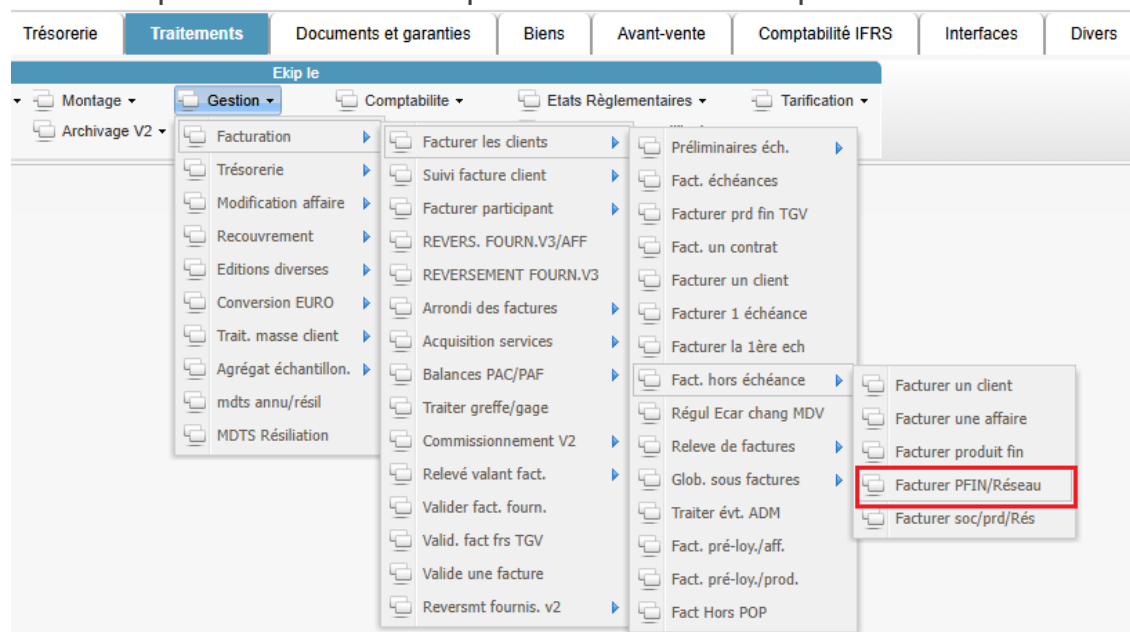 Trésorerie
Traitements
Documents et garanties
Biens
Avant-vente
Comptabilité IFRS
Interfaces
Divers
Ekip le
Montage
Gestion
Comptabilite
Etats Règlementaires
Tarification
Archivage V2
Facturation
Trésorerie
Modification affaire
Recouvrement
Editions diverses
Conversion EURO
Trait. masse client
Agrégat échantillon.
mdts annu/résil
MDTS Résiliation
Facturer les clients
Suivi facture client
Facturer participant
REVERS. FOURN.V3/AFF
REVERSEMENT FOURN.V3
Arrondi des factures
Acquisition services
Balances PAC/PAF
Traiter greffe/gage
Commissionnement V2
Relevé valant fact.
Valider fact. fourn.
Valid. fact frs TGV
Valide une facture
Reversmt fournis. v2
Préliminaires éch.
Fact. échéances
Facturer prd fin TGV
Fact. un contrat
Facturer un client
Facturer 1 échéance
Facturer la 1ère ech
Fact. hors échéance
Régul Ecar chang MDV
Releve de factures
Glob. sous factures
Traiter évt. ADM
Fact. pré-loy./aff.
Fact. pré-loy./prod.
Fact Hors POP
Facturer un client
Facturer une affaire
Facturer produit fin
Facturer PFIN/Réseau
Facturer soc/prd/Rés